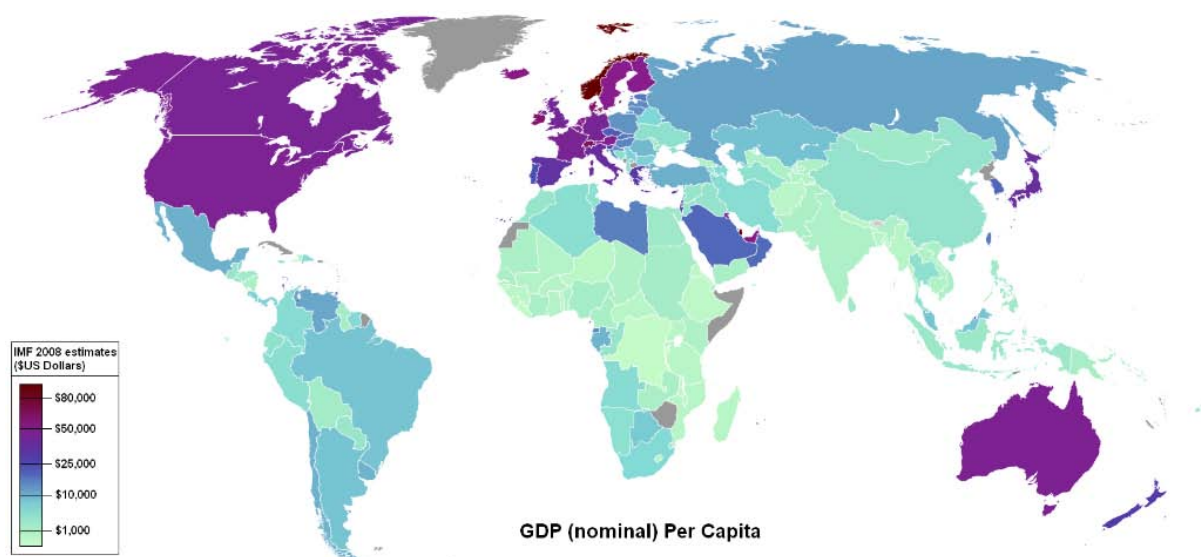 IMF 2008 estimates
($US Dollars)
$80,000
$50,000
$25,000
$10,000
$1,000
GDP (nominal) Per Capita